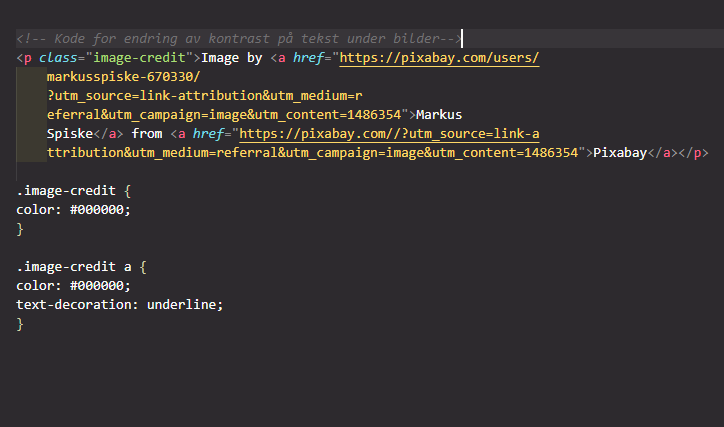 <!-- Kode for endring av kontrast på tekst under bilder-->
<p class="image-credit">Image by <a href="https://pixabay.com/users/
markusspiske-670330/
?utm_source=link-attribution&utm_medium=r
eferral&utm_campaign=image&utm_content=1486354">Markus
Spiske</a> from <a href="https://pixabay.com//?utm_source=link-a
ttribution&utm_medium=referral&utm_campaign=image&utm_content=1486354">Pixabay</a></p>
.image-credit {
color: #000000;
}
.image-credit a {
color: #000000;
text-decoration: underline;
}